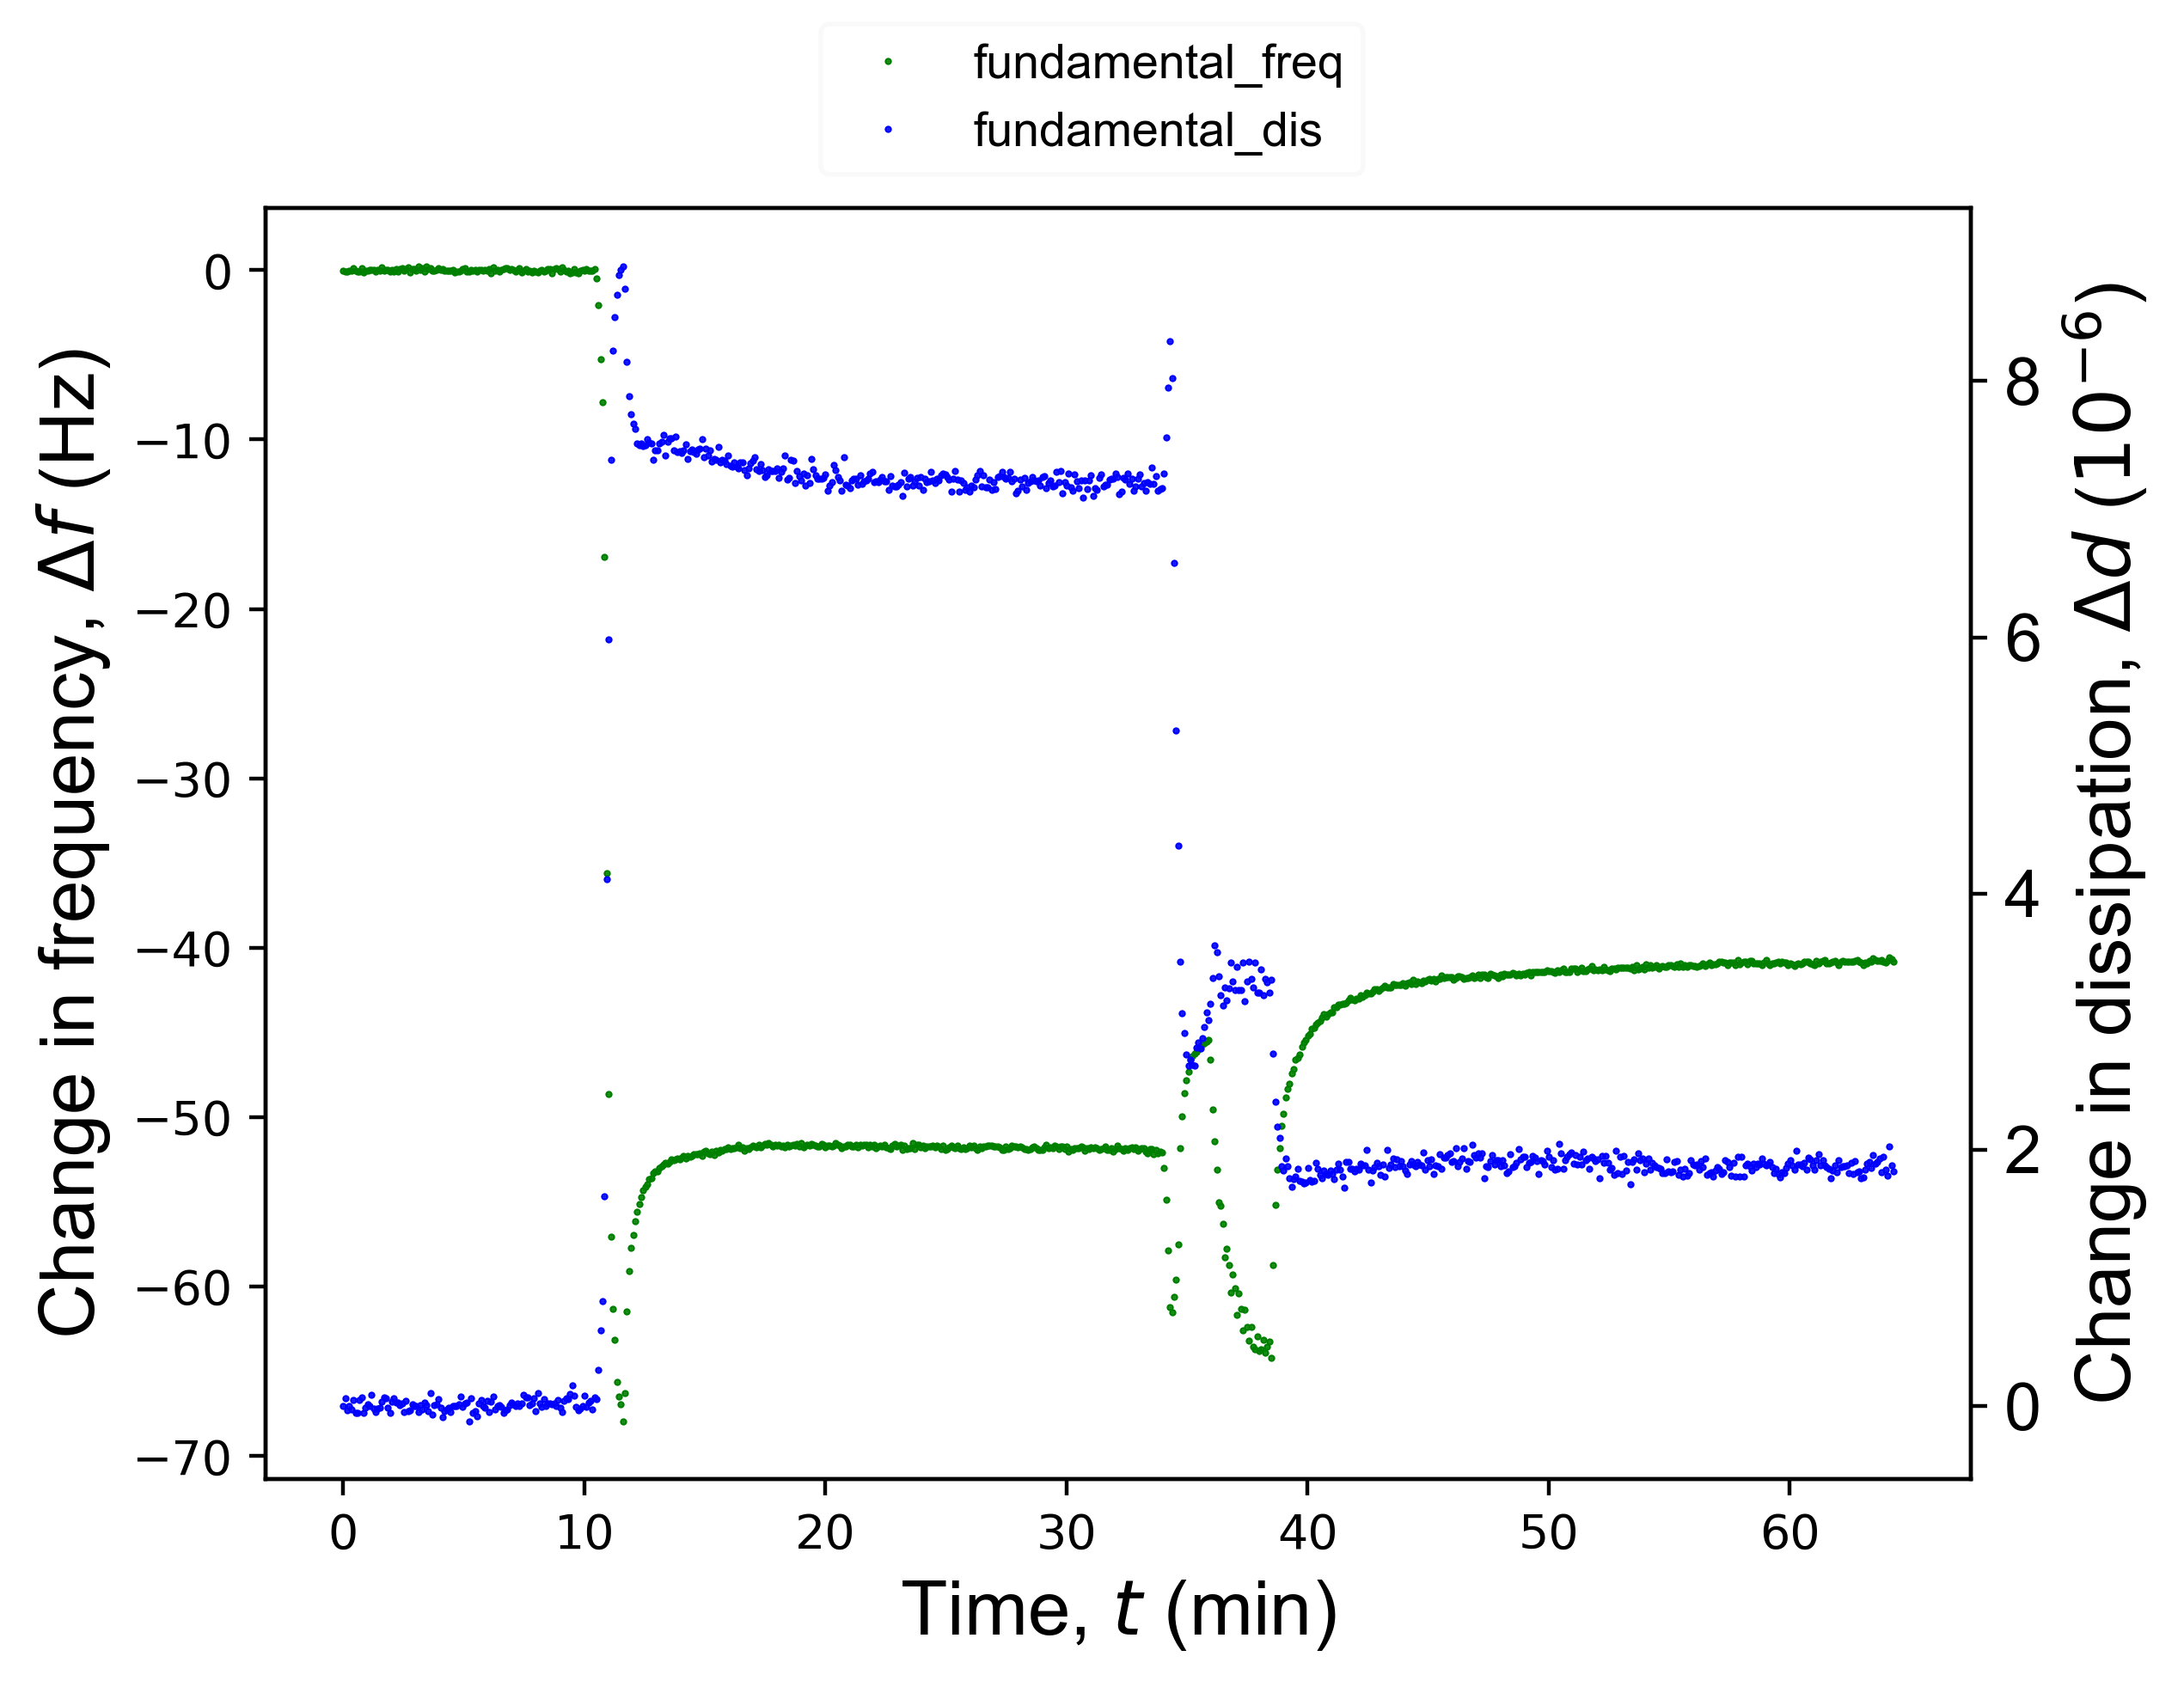 fundamental_freq
fundamental_dis
Change in frequency, Δf (Hz)
0
−10
−20
−30
−40
−50
−60
−70
8
6
4
2
0
Change in dissipation, Δd (10⁻⁶)
0 10 20 30 40 50 60
Time, t (min)